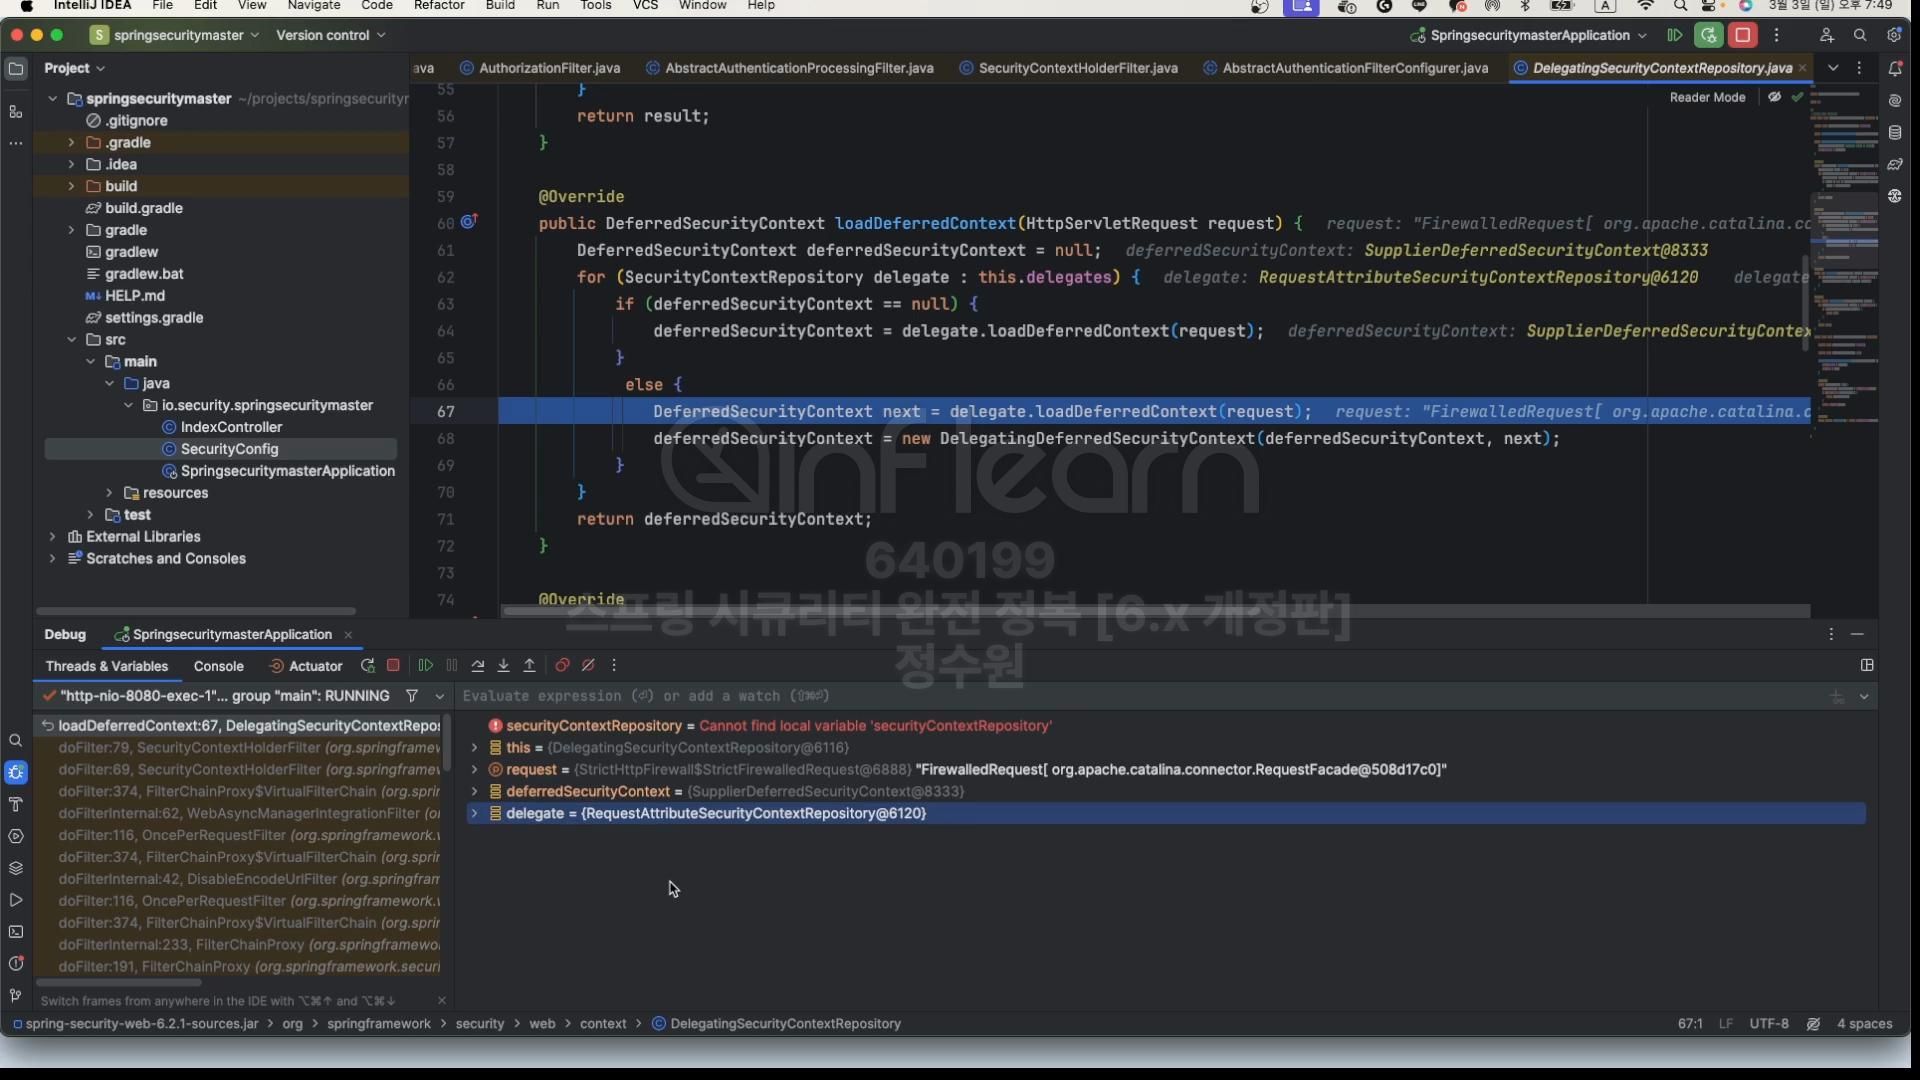 IntelliJ IDEA File Edit View Navigate Code Refactor Build Run Tools VCS Window Help A 3월 3일 (일) 오후 7:49
S springsecuritymaster Version control SpringsecuritymasterApplication
Project
ava AuthorizationFilter.java AbstractAuthenticationProcessingFilter.java SecurityContextHolderFilter.java AbstractAuthenticationFilterConfigurer.java DelegatingSecurityContextRepository.java
Reader Mode
springsecuritymaster ~/projects/springsecurityr
.gitignore
.gradle
.idea
build
build.gradle
gradle
gradlew
gradlew.bat
HELP.md
settings.gradle
src
main
java
io.security.springsecuritymaster
IndexController
SecurityConfig
SpringsecuritymasterApplication
resources
test
External Libraries
Scratches and Consoles
55 }
56 return result;
57 }
58
59 @Override
60 public DeferredSecurityContext loadDeferredContext(HttpServletRequest request) { request: "FirewalledRequest[ org.apache.catalina.co
61 DeferredSecurityContext deferredSecurityContext = null; deferredSecurityContext: SupplierDeferredSecurityContext@8333
62 for (SecurityContextRepository delegate : this.delegates) { delegate: RequestAttributeSecurityContextRepository@6120 delegate
63 if (deferredSecurityContext == null) {
64 deferredSecurityContext = delegate.loadDeferredContext(request); deferredSecurityContext: SupplierDeferredSecurityContex
65 }
66 else {
67 DeferredSecurityContext next = delegate.loadDeferredContext(request); request: "FirewalledRequest[ org.apache.catalina.c
68 deferredSecurityContext = new DelegatingDeferredSecurityContext(deferredSecurityContext, next);
69 }
70 }
71 return deferredSecurityContext;
72 }
73
74 @Override
inflearn
640199
스프링 시큐리티 완전 정복 [6.x 개정판]
정수원
Debug SpringsecuritymasterApplication
Threads & Variables Console Actuator
"http-nio-8080-exec-1"... group "main": RUNNING
Evaluate expression (⏎) or add a watch (⇧⌘⏎)
loadDeferredContext:67, DelegatingSecurityContextRepos
doFilter:79, SecurityContextHolderFilter (org.springframew
doFilter:69, SecurityContextHolderFilter (org.springframew
doFilter:374, FilterChainProxy$VirtualFilterChain (org.sprin
doFilterInternal:62, WebAsyncManagerIntegrationFilter (or
doFilter:116, OncePerRequestFilter (org.springframework.w
doFilter:374, FilterChainProxy$VirtualFilterChain (org.sprin
doFilterInternal:42, DisableEncodeUrlFilter (org.springfram
doFilter:116, OncePerRequestFilter (org.springframework.w
doFilter:374, FilterChainProxy$VirtualFilterChain (org.sprin
doFilterInternal:233, FilterChainProxy (org.springframewor
doFilter:191, FilterChainProxy (org.springframework.securi
Switch frames from anywhere in the IDE with ⌥⌘↑ and ⌥⌘↓
securityContextRepository = Cannot find local variable 'securityContextRepository'
this = {DelegatingSecurityContextRepository@6116}
request = {StrictHttpFirewall$StrictFirewalledRequest@6888} "FirewalledRequest[ org.apache.catalina.connector.RequestFacade@508d17c0]"
deferredSecurityContext = {SupplierDeferredSecurityContext@8333}
delegate = {RequestAttributeSecurityContextRepository@6120}
spring-security-web-6.2.1-sources.jar > org > springframework > security > web > context > DelegatingSecurityContextRepository
67:1 LF UTF-8 4 spaces